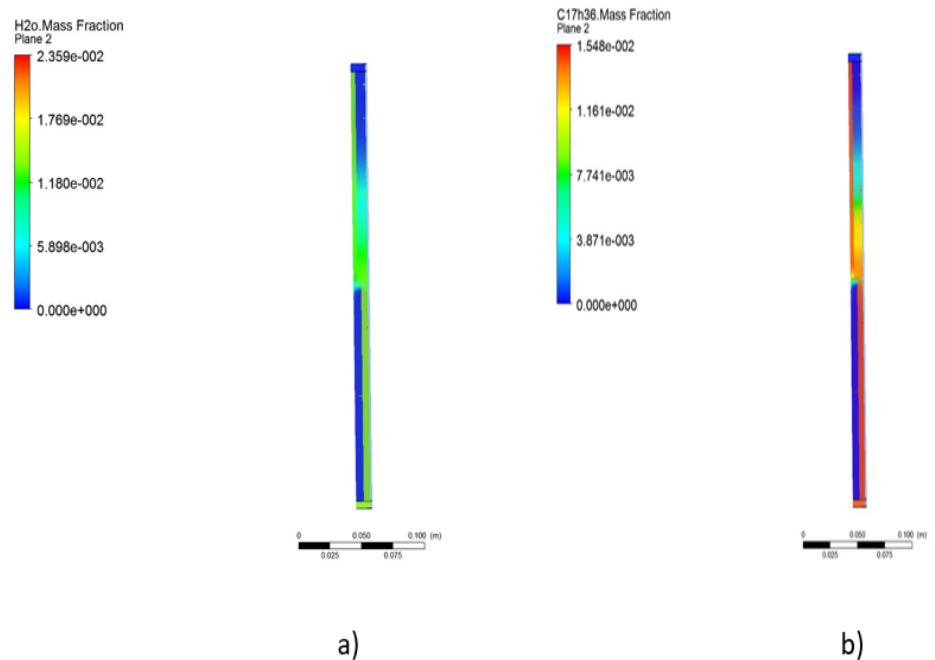 H2o.Mass Fraction
Plane 2
2.359e-002
1.769e-002
1.180e-002
5.898e-003
0.000e+000
0 0.050 0.100 (m)
0.025 0.075
a)
C17h36.Mass Fraction
Plane 2
1.548e-002
1.161e-002
7.741e-003
3.871e-003
0.000e+000
0 0.050 0.100 (m)
0.025 0.075
b)